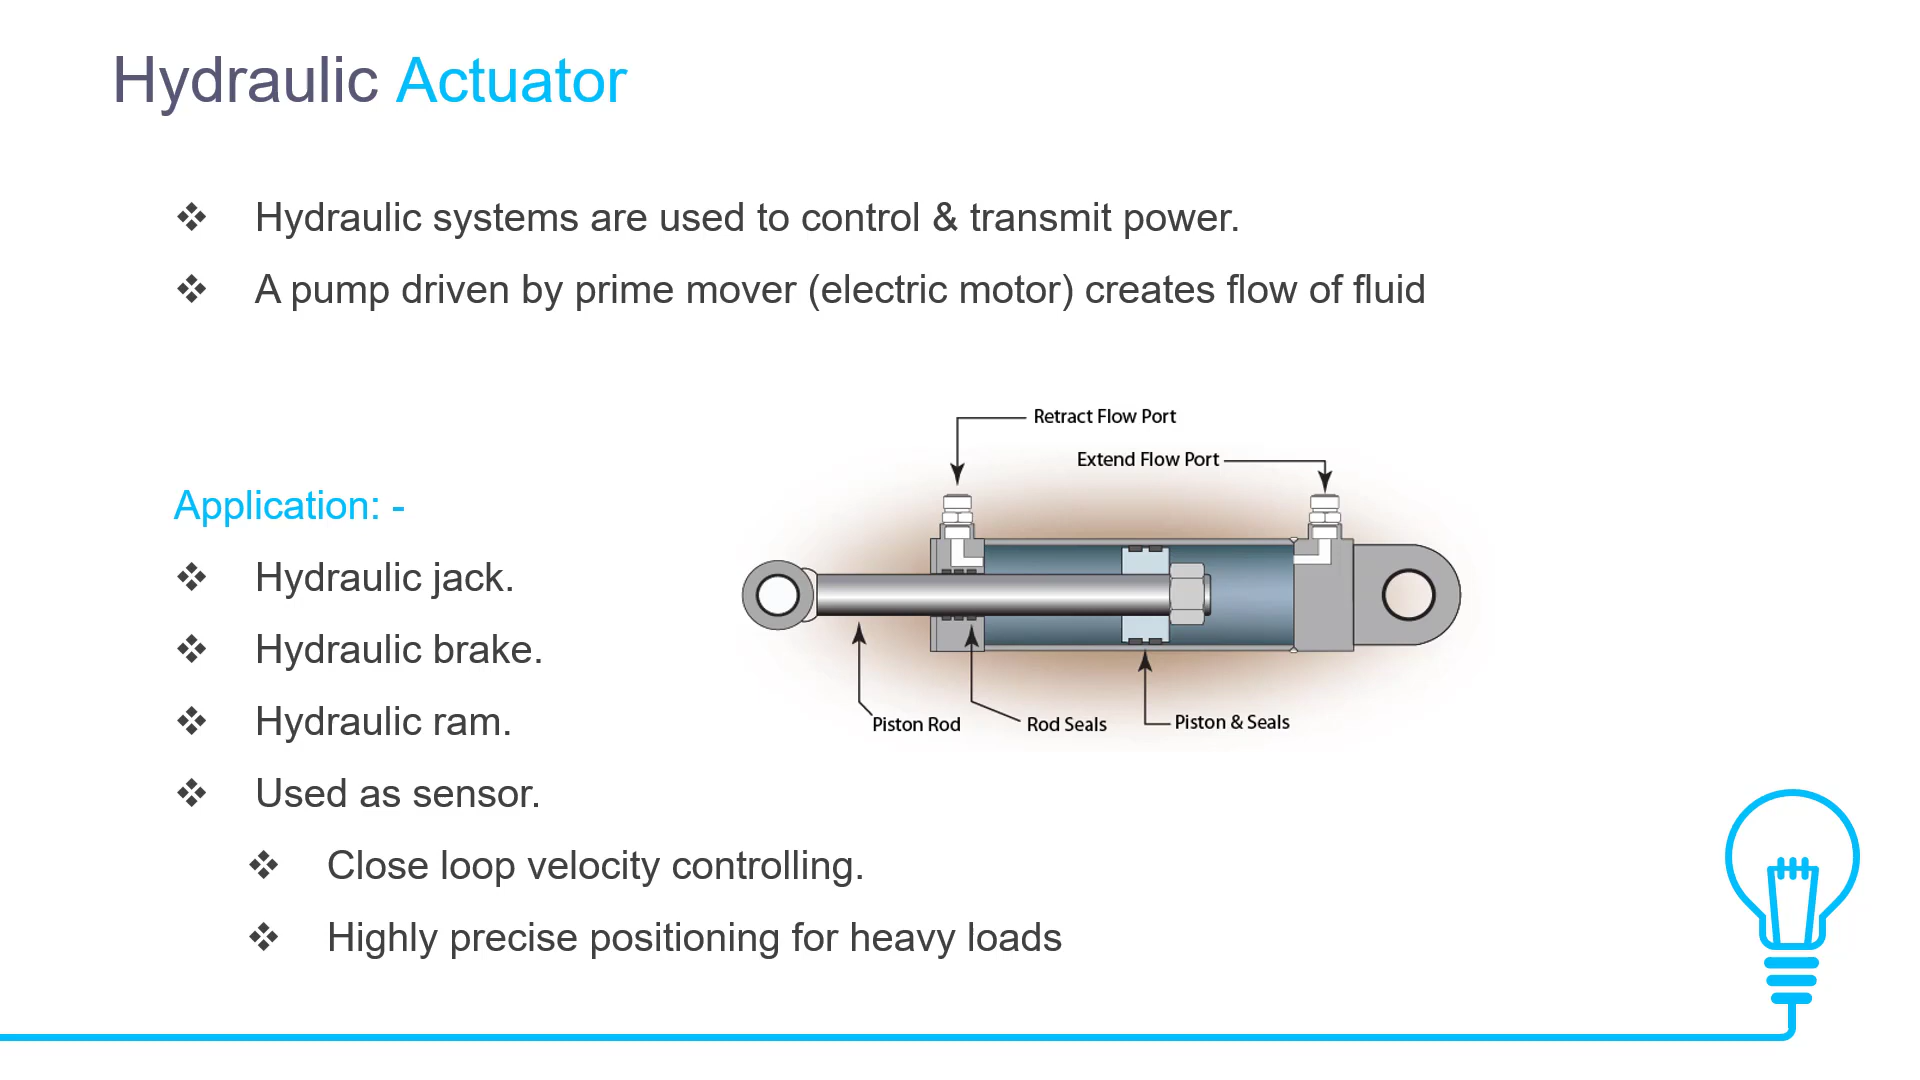 Hydraulic Actuator
Hydraulic systems are used to control & transmit power.
A pump driven by prime mover (electric motor) creates flow of fluid
Retract Flow Port
Extend Flow Port
Application: -
Hydraulic jack.
Hydraulic brake.
Hydraulic ram.
Piston Rod
Rod Seals
Piston & Seals
Used as sensor.
Close loop velocity controlling.
Highly precise positioning for heavy loads